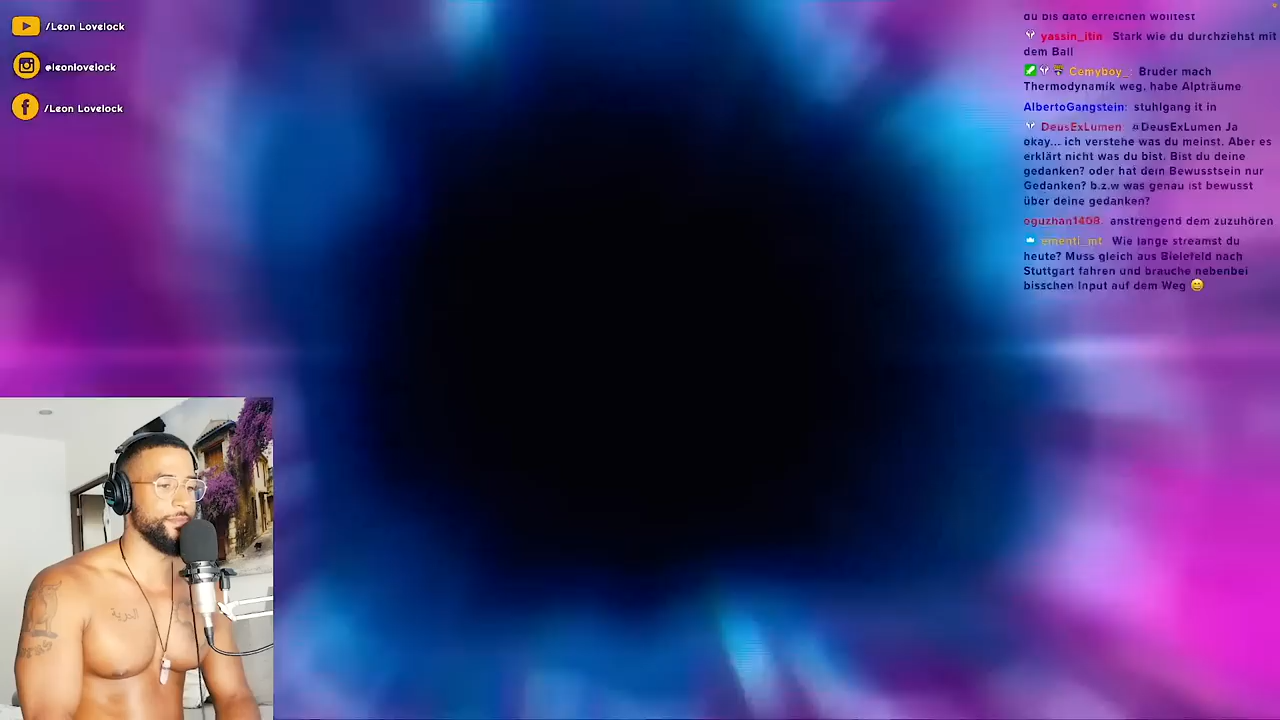 /Leon Lovelock
@leonlovelock
/Leon Lovelock
du bis dato erreichen wolltest
yassin_itin Stark wie du durchziehst mit
dem Ball
Cemyboy_: Bruder mach
Thermodynamik weg, habe Alpträume
AlbertoGangstein: stuhlgang it in
DeusExLumen @DeusExLumen Ja
okay... ich verstehe was du meinst. Aber es
erklärt nicht was du bist. Bist du deine
gedanken? oder hat dein Bewusstsein nur
Gedanken? b.z.w was genau ist bewusst
über deine gedanken?
oguzhan1408: anstrengend dem zuzuhören
ementi_mt Wie lange streamst du
heute? Muss gleich aus Bielefeld nach
Stuttgart fahren und brauche nebenbei
bisschen Input auf dem Weg 😊